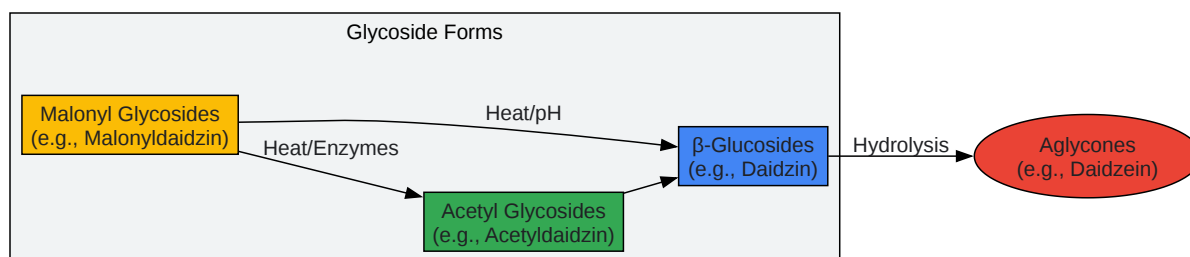 Glycoside Forms
Malonyl Glycosides
(e.g., Malonyldaidzin)
Heat/pH
Heat/Enzymes
Acetyl Glycosides
(e.g., Acetyldaidzin)
β-Glucosides
(e.g., Daidzin)
Hydrolysis
Aglycones
(e.g., Daidzein)